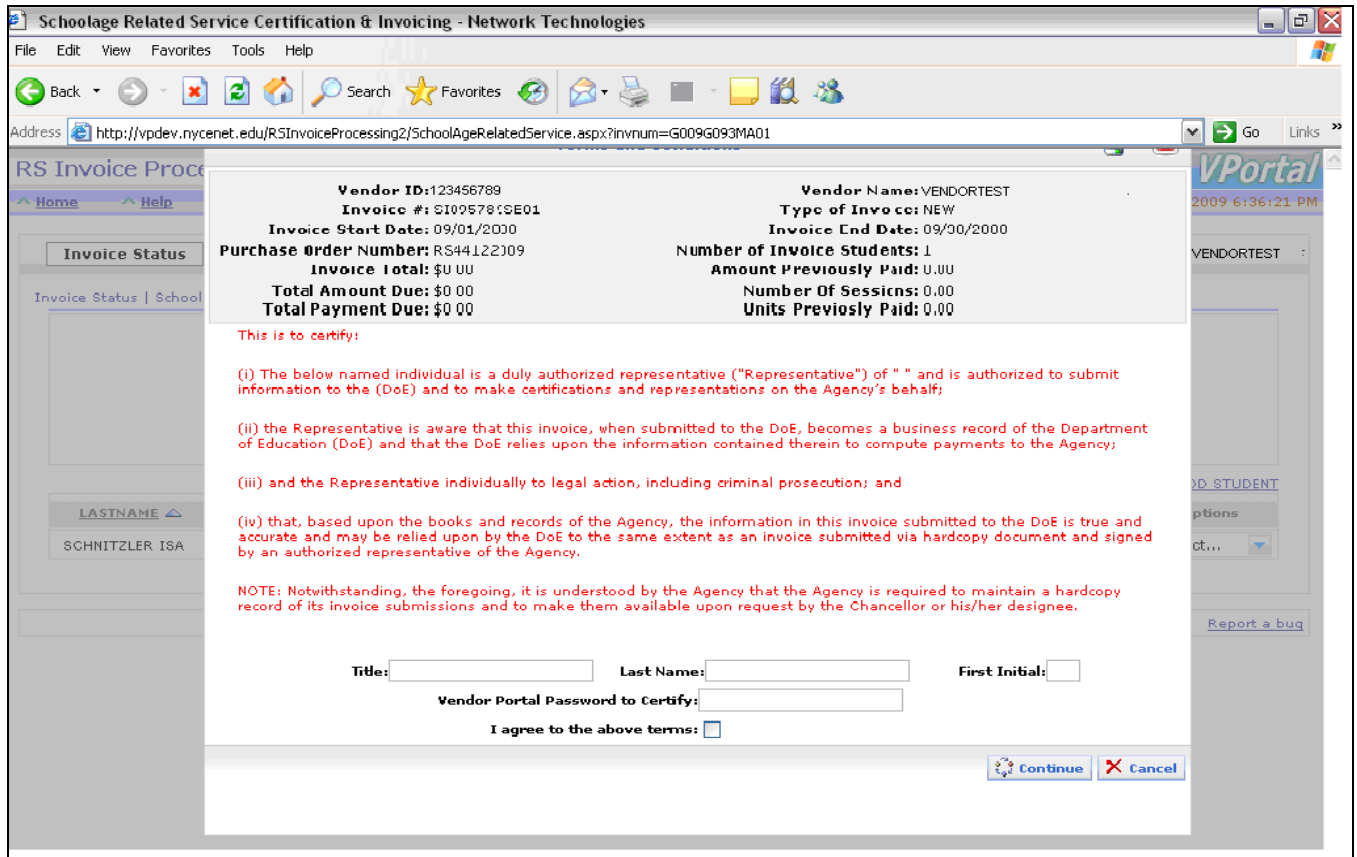 Schoolage Related Service Certification & Invoicing - Network Technologies
File Edit View Favorites Tools Help
Back Search Favorites
Address http://vpdev.nycenet.edu/RSInvoiceProcessing2/SchoolAgeRelatedService.aspx?invnum=G009G093MA01 Go Links »
RS Invoice Proce VPortal
Home Help 2009 6:36:21 PM
Vendor ID:123456789 Vendor Name:VENDORTEST
Invoice #: Type of Invoice: NEW
Invoice Start Date: 09/01/2000 Invoice End Date: 09/30/2000
Invoice Status Purchase Order Number: RS44122009 Number of Invoice Students: 1 VENDORTEST
Invoice Total: $0.00 Amount Previously Paid: 0.00
Invoice Status | School Total Amount Due: $0.00 Number Of Sessions: 0.00
Total Payment Due: $0.00 Units Previosly Paid: 0.00
This is to certify:
(i) The below named individual is a duly authorized representative ("Representative") of " " and is authorized to submit
information to the (DoE) and to make certifications and representations on the Agency's behalf;
(ii) the Representative is aware that this invoice, when submitted to the DoE, becomes a business record of the Department
of Education (DoE) and that the DoE relies upon the information contained therein to compute payments to the Agency;
(iii) and the Representative individually to legal action, including criminal prosecution; and
DD STUDENT
LASTNAME ptions
(iv) that, based upon the books and records of the Agency, the information in this invoice submitted to the DoE is true and
accurate and may be relied upon by the DoE to the same extent as an invoice submitted via hardcopy document and signed
by an authorized representative of the Agency.
SCHNITZLER ISA ct...
NOTE: Notwithstanding, the foregoing, it is understood by the Agency that the Agency is required to maintain a hardcopy
record of its invoice submissions and to make them available upon request by the Chancellor or his/her designee.
Report a bug
Title: Last Name: First Initial:
Vendor Portal Password to Certify:
I agree to the above terms:
Continue Cancel